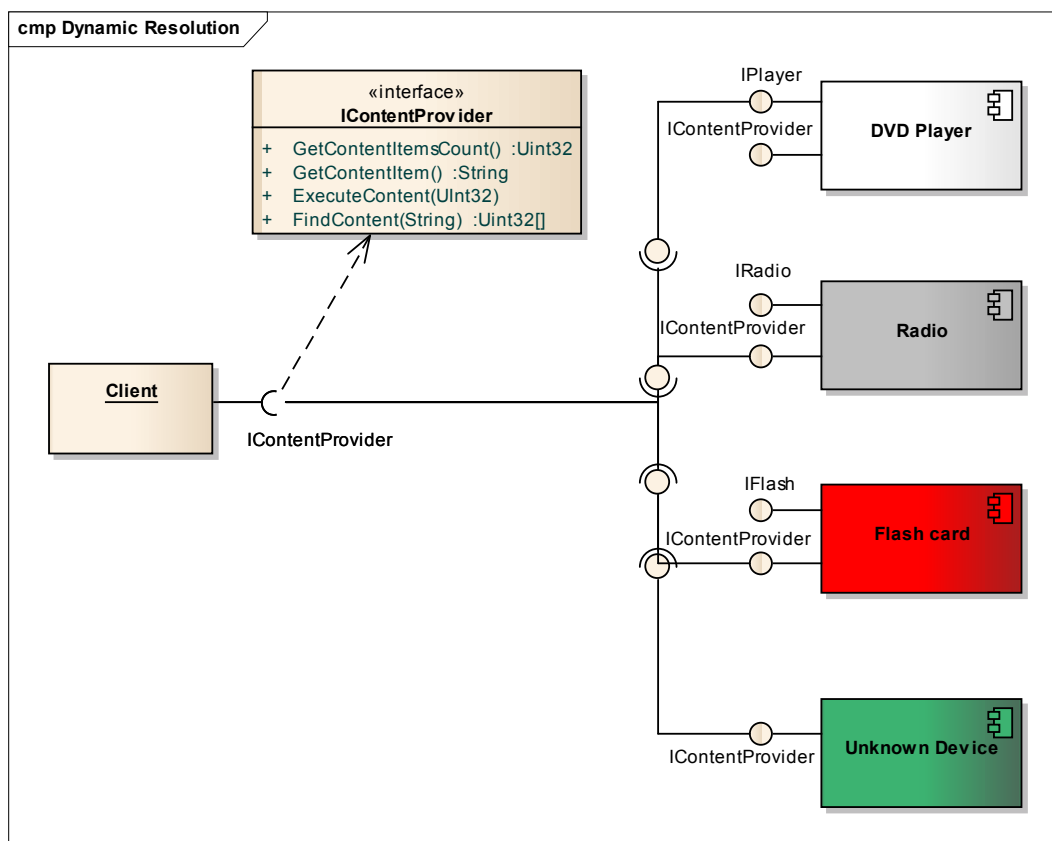 cmp Dynamic Resolution
«interface»
IContentProvider
+ GetContentItemsCount() :Uint32
+ GetContentItem() :String
+ ExecuteContent(UInt32)
+ FindContent(String) :Uint32[]
IPlayer
IContentProvider
DVD Player
IRadio
IContentProvider
Radio
Client
IContentProvider
IFlash
IContentProvider
Flash card
IContentProvider
Unknown Device